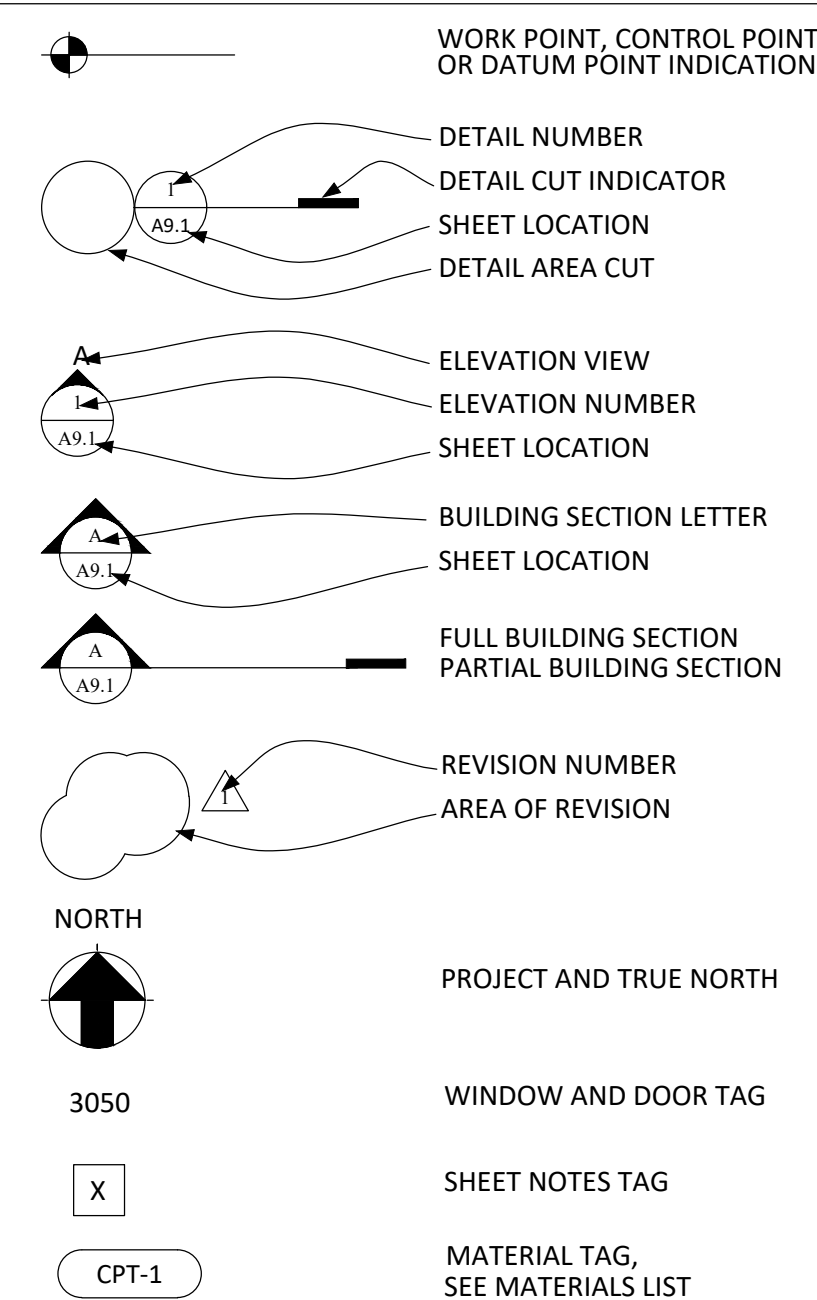 WORK POINT, CONTROL POINT
OR DATUM POINT INDICATION
DETAIL NUMBER
1
DETAIL CUT INDICATOR
A9.1
SHEET LOCATION
DETAIL AREA CUT
A
ELEVATION VIEW
1
ELEVATION NUMBER
A9.1
SHEET LOCATION
A
BUILDING SECTION LETTER
A9.1
SHEET LOCATION
A
FULL BUILDING SECTION
A9.1
PARTIAL BUILDING SECTION
REVISION NUMBER
1
AREA OF REVISION
NORTH
PROJECT AND TRUE NORTH
3050
WINDOW AND DOOR TAG
X
SHEET NOTES TAG
CPT-1
MATERIAL TAG,
SEE MATERIALS LIST